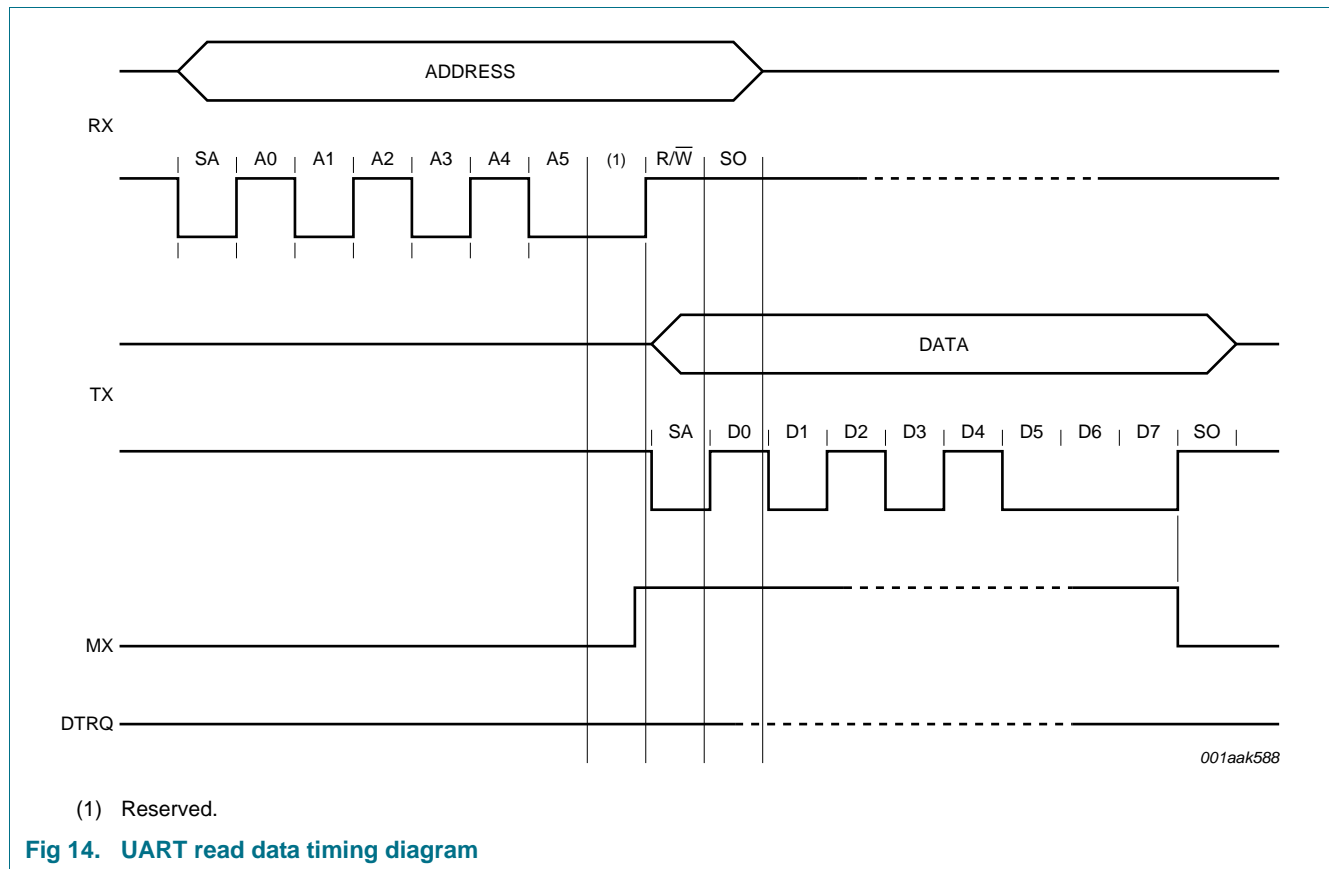 ADDRESS
RX
SA A0 A1 A2 A3 A4 A5 (1) R/W̅ SO
DATA
TX
SA D0 D1 D2 D3 D4 D5 D6 D7 SO
MX
DTRQ
001aak588
(1) Reserved.
Fig 14. UART read data timing diagram